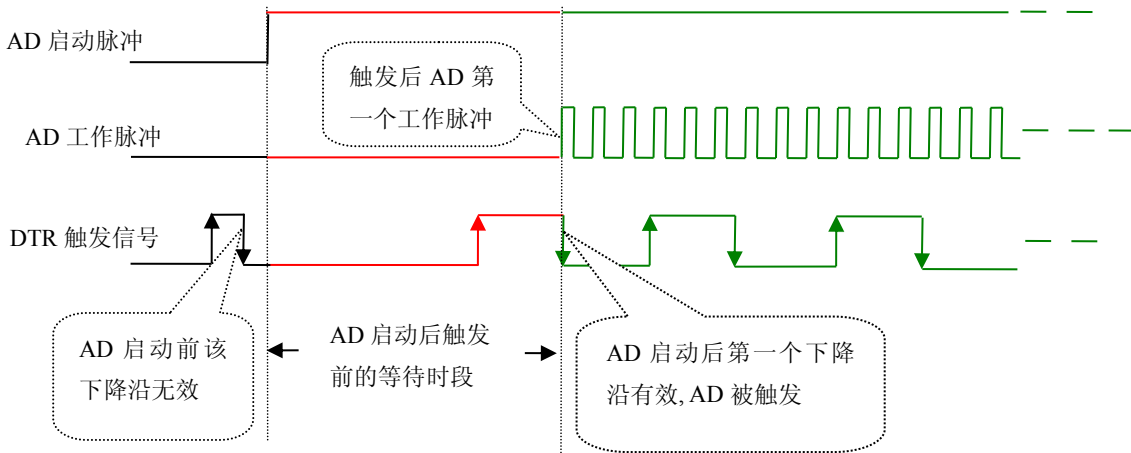 AD 启动脉冲
触发后 AD 第
一个工作脉冲
AD 工作脉冲
DTR 触发信号
AD 启动前该
下降沿无效
AD 启动后触发
前的等待时段
AD 启动后第一个下降
沿有效, AD 被触发